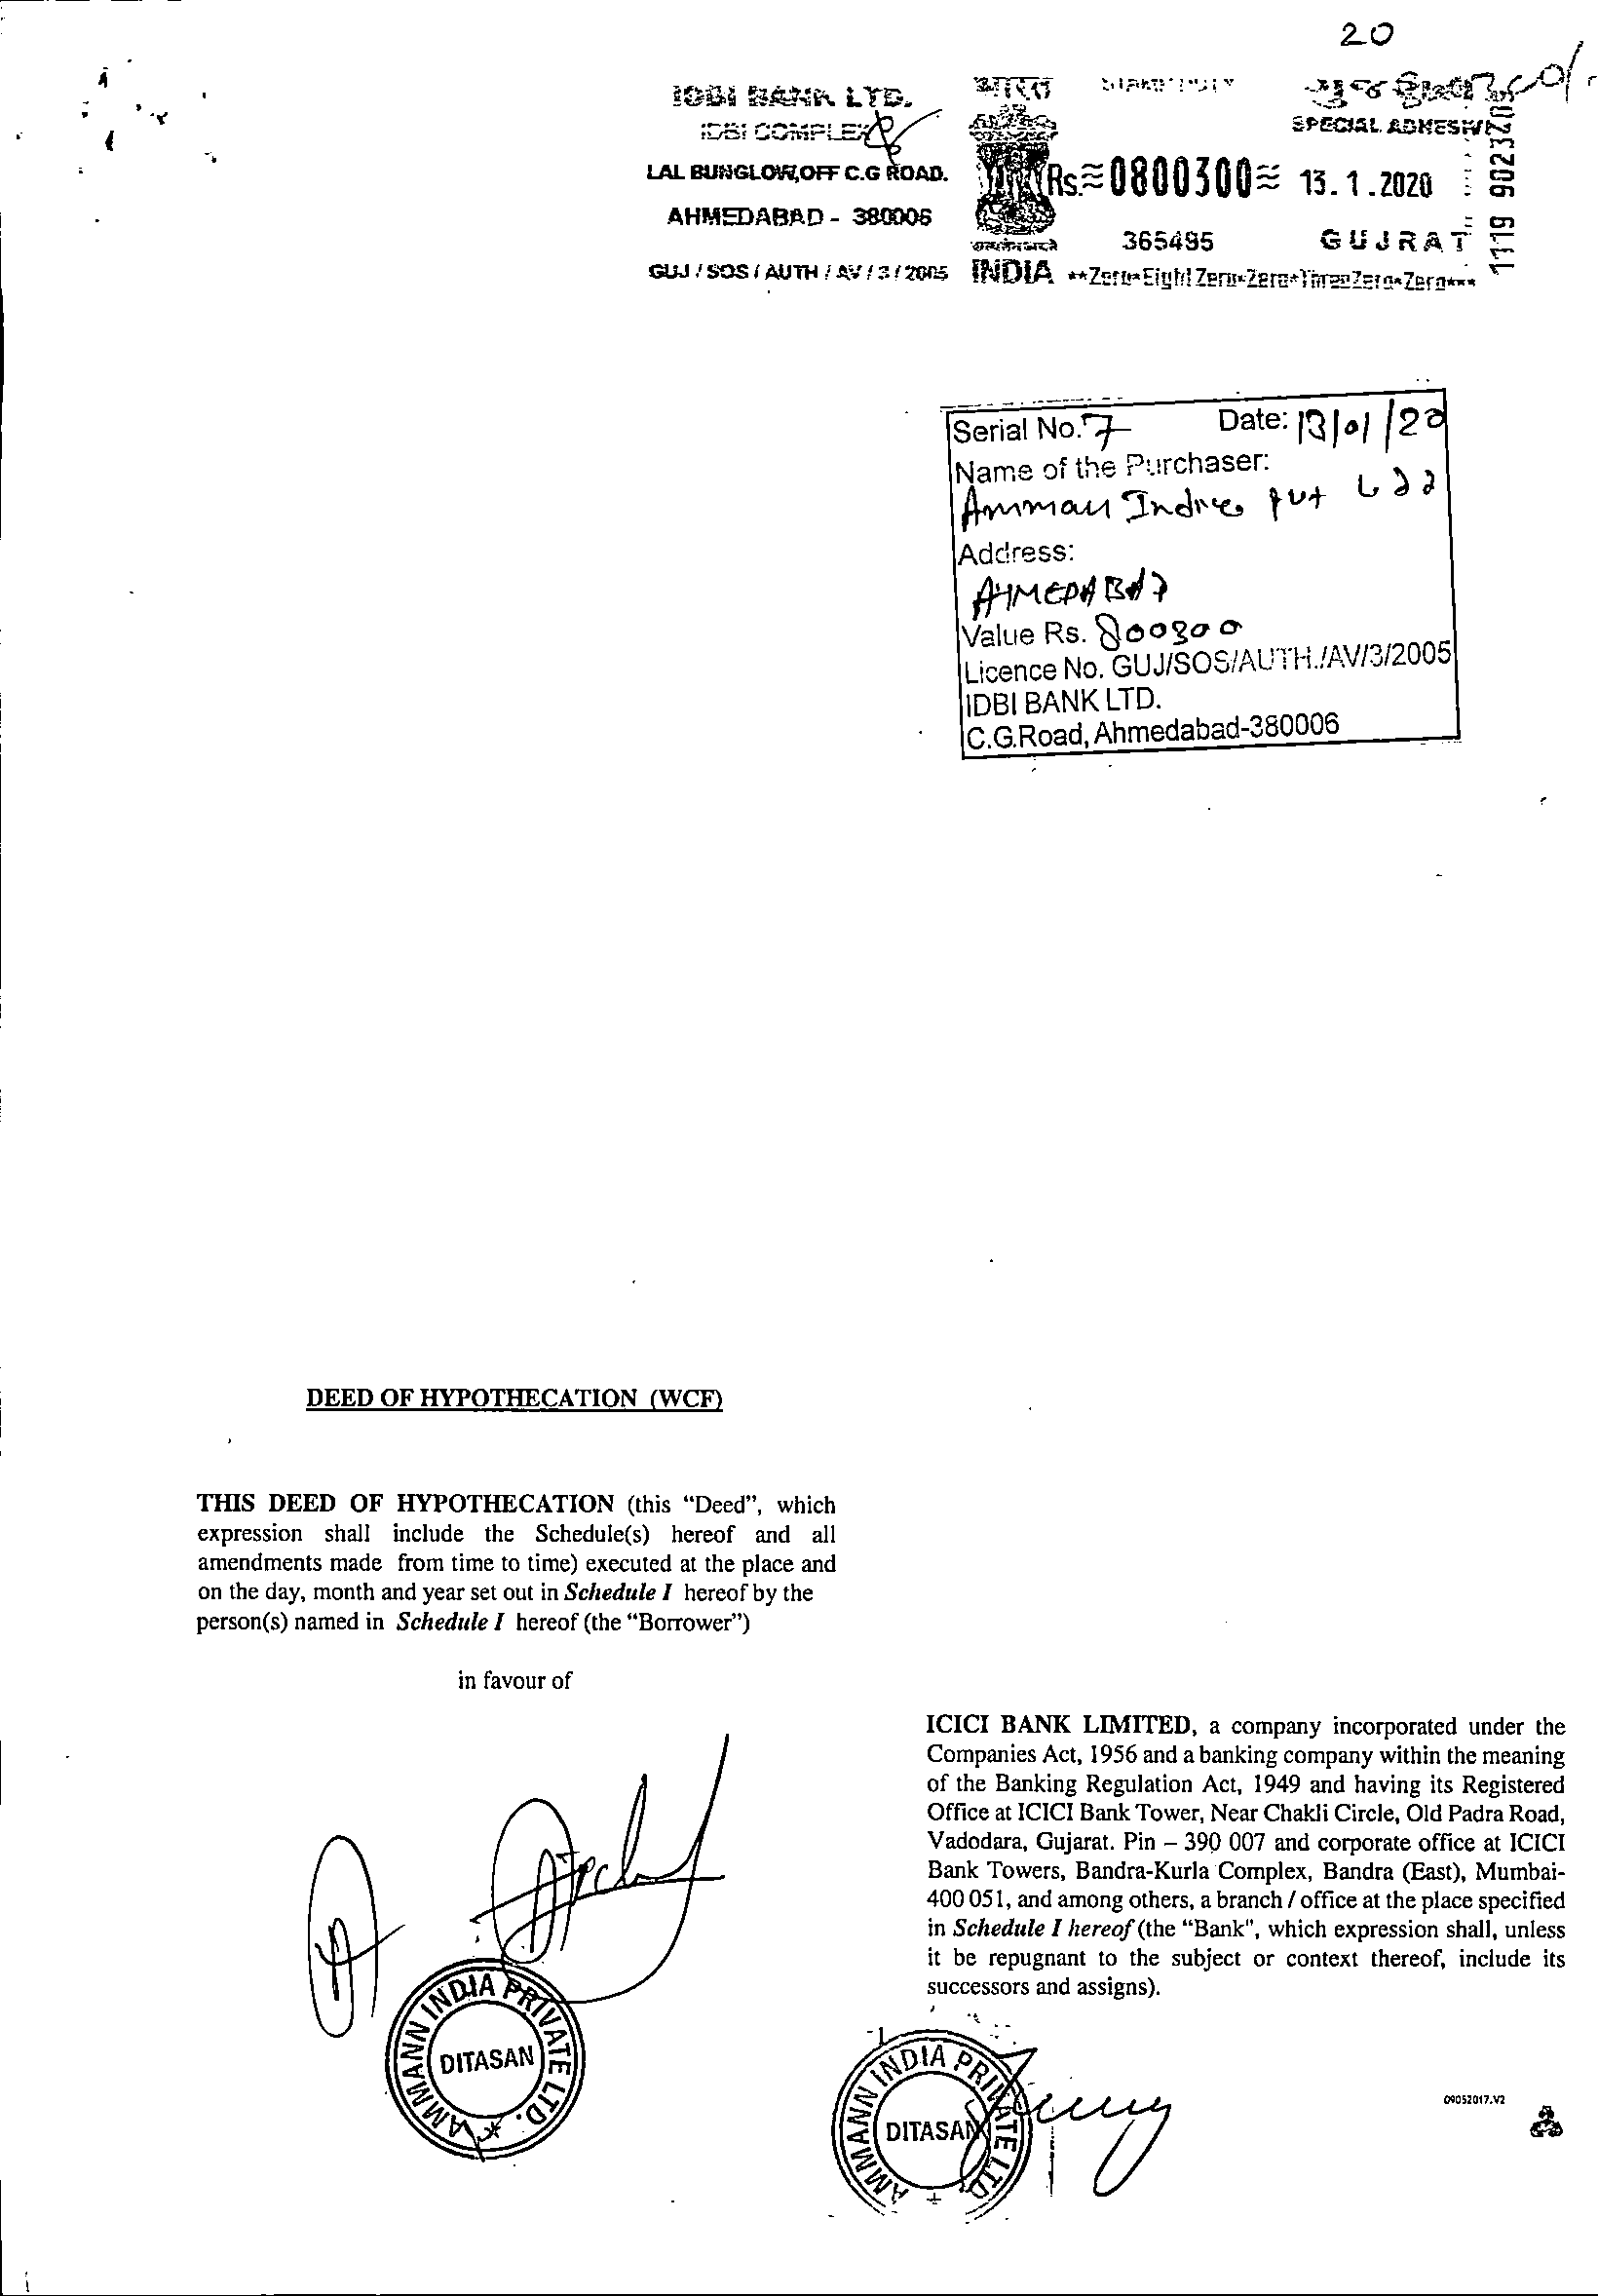 20
IDBI BANK LTD.
IDBI COMPLEX
LAL BUNGLOW,OFF C.G ROAD.
AHMEDABAD - 380006
GUJ / SOS / AUTH / AV / 3 / 2005
भारत
STAMP DUTY
SPECIAL ADHESIVE
Rs.≈0800300≈ 13.1.2020
365495 GUJRAT
INDIA **Zero*Eight Zero*Zero*Three Zero*Zero***
Serial No. 7 Date: 13/01/20
Name of the Purchaser:
Ammann India pvt Ltd
Address:
AHMEDABAD
Value Rs. 800300
Licence No. GUJ/SOS/AUTH./AV/3/2005
IDBI BANK LTD.
C.G.Road, Ahmedabad-380006
DEED OF HYPOTHECATION (WCF)
THIS DEED OF HYPOTHECATION (this “Deed”, which
expression shall include the Schedule(s) hereof and all
amendments made from time to time) executed at the place and
on the day, month and year set out in Schedule I hereof by the
person(s) named in Schedule I hereof (the “Borrower”)
in favour of
ICICI BANK LIMITED, a company incorporated under the
Companies Act, 1956 and a banking company within the meaning
of the Banking Regulation Act, 1949 and having its Registered
Office at ICICI Bank Tower, Near Chakli Circle, Old Padra Road,
Vadodara, Gujarat. Pin – 390 007 and corporate office at ICICI
Bank Towers, Bandra-Kurla Complex, Bandra (East), Mumbai-
400 051, and among others, a branch / office at the place specified
in Schedule I hereof (the “Bank”, which expression shall, unless
it be repugnant to the subject or context thereof, include its
successors and assigns).
AMMANN INDIA PRIVATE LTD.
DITASAN
AMMANN INDIA PRIVATE LTD.
DITASAN
09052017.V2